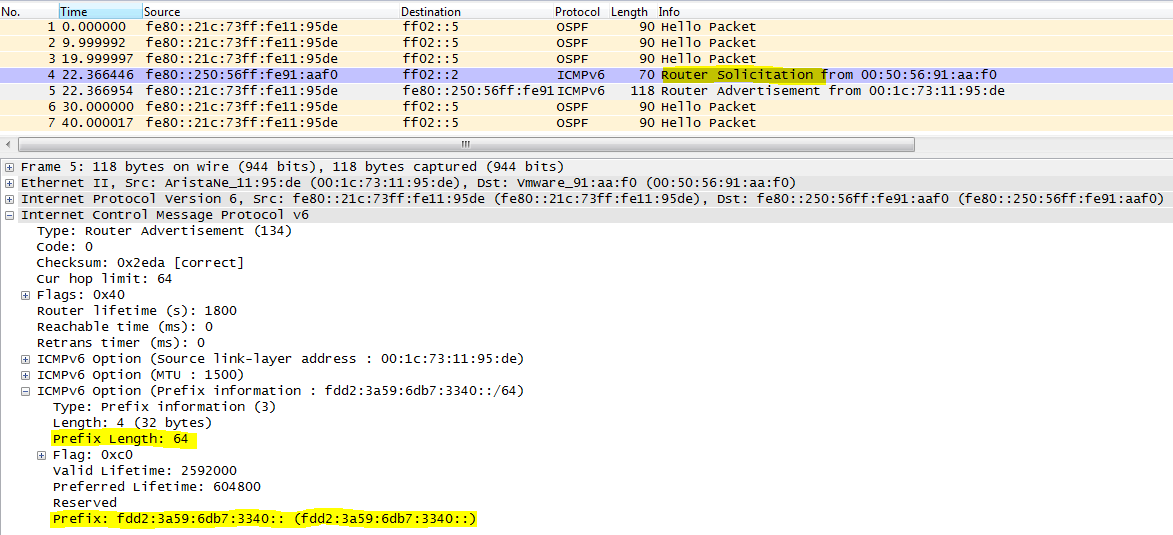 No. Time Source Destination Protocol Length Info
1 0.000000 fe80::21c:73ff:fe11:95de ff02::5 OSPF 90 Hello Packet
2 9.999992 fe80::21c:73ff:fe11:95de ff02::5 OSPF 90 Hello Packet
3 19.999997 fe80::21c:73ff:fe11:95de ff02::5 OSPF 90 Hello Packet
4 22.366446 fe80::250:56ff:fe91:aaf0 ff02::2 ICMPv6 70 Router Solicitation from 00:50:56:91:aa:f0
5 22.366954 fe80::21c:73ff:fe11:95de fe80::250:56ff:fe91 ICMPv6 118 Router Advertisement from 00:1c:73:11:95:de
6 30.000000 fe80::21c:73ff:fe11:95de ff02::5 OSPF 90 Hello Packet
7 40.000017 fe80::21c:73ff:fe11:95de ff02::5 OSPF 90 Hello Packet
Frame 5: 118 bytes on wire (944 bits), 118 bytes captured (944 bits)
Ethernet II, Src: AristaNe_11:95:de (00:1c:73:11:95:de), Dst: Vmware_91:aa:f0 (00:50:56:91:aa:f0)
Internet Protocol Version 6, Src: fe80::21c:73ff:fe11:95de (fe80::21c:73ff:fe11:95de), Dst: fe80::250:56ff:fe91:aaf0 (fe80::250:56ff:fe91:aaf0)
Internet Control Message Protocol v6
Type: Router Advertisement (134)
Code: 0
Checksum: 0x2eda [correct]
Cur hop limit: 64
Flags: 0x40
Router lifetime (s): 1800
Reachable time (ms): 0
Retrans timer (ms): 0
ICMPv6 Option (Source link-layer address : 00:1c:73:11:95:de)
ICMPv6 Option (MTU : 1500)
ICMPv6 Option (Prefix information : fdd2:3a59:6db7:3340::/64)
Type: Prefix information (3)
Length: 4 (32 bytes)
Prefix Length: 64
Flag: 0xc0
Valid Lifetime: 2592000
Preferred Lifetime: 604800
Reserved
Prefix: fdd2:3a59:6db7:3340:: (fdd2:3a59:6db7:3340::)